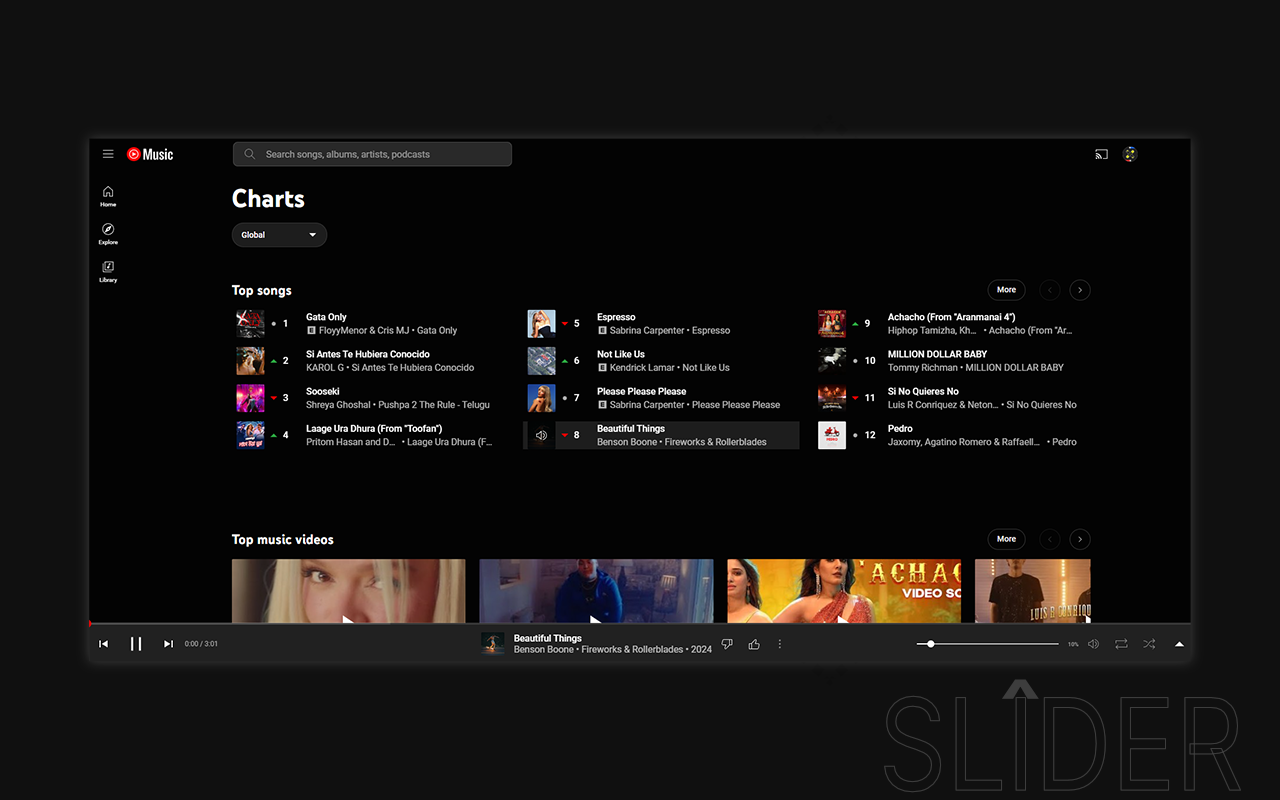 Music
Search songs, albums, artists, podcasts
Home
Explore
Library
Charts
Global
Top songs
More
1
Gata Only
E FloyyMenor & Cris MJ • Gata Only
2
Si Antes Te Hubiera Conocido
KAROL G • Si Antes Te Hubiera Conocido
3
Sooseki
Shreya Ghoshal • Pushpa 2 The Rule - Telugu
4
Laage Ura Dhura (From "Toofan")
Pritom Hasan and D... • Laage Ura Dhura (F...
5
Espresso
E Sabrina Carpenter • Espresso
6
Not Like Us
E Kendrick Lamar • Not Like Us
7
Please Please Please
E Sabrina Carpenter • Please Please Please
8
Beautiful Things
Benson Boone • Fireworks & Rollerblades
9
Achacho (From "Aranmanai 4")
Hiphop Tamizha, Kh... • Achacho (From "Ar...
10
MILLION DOLLAR BABY
Tommy Richman • MILLION DOLLAR BABY
11
Si No Quieres No
Luis R Conriquez & Neton... • Si No Quieres No
12
Pedro
Jaxomy, Agatino Romero & Raffaell... • Pedro
Top music videos
More
'ACHAC
VIDEO SO
LUIS R CONRIQU
0:00 / 3:01
Beautiful Things
Benson Boone • Fireworks & Rollerblades • 2024
10%
SLÎDER